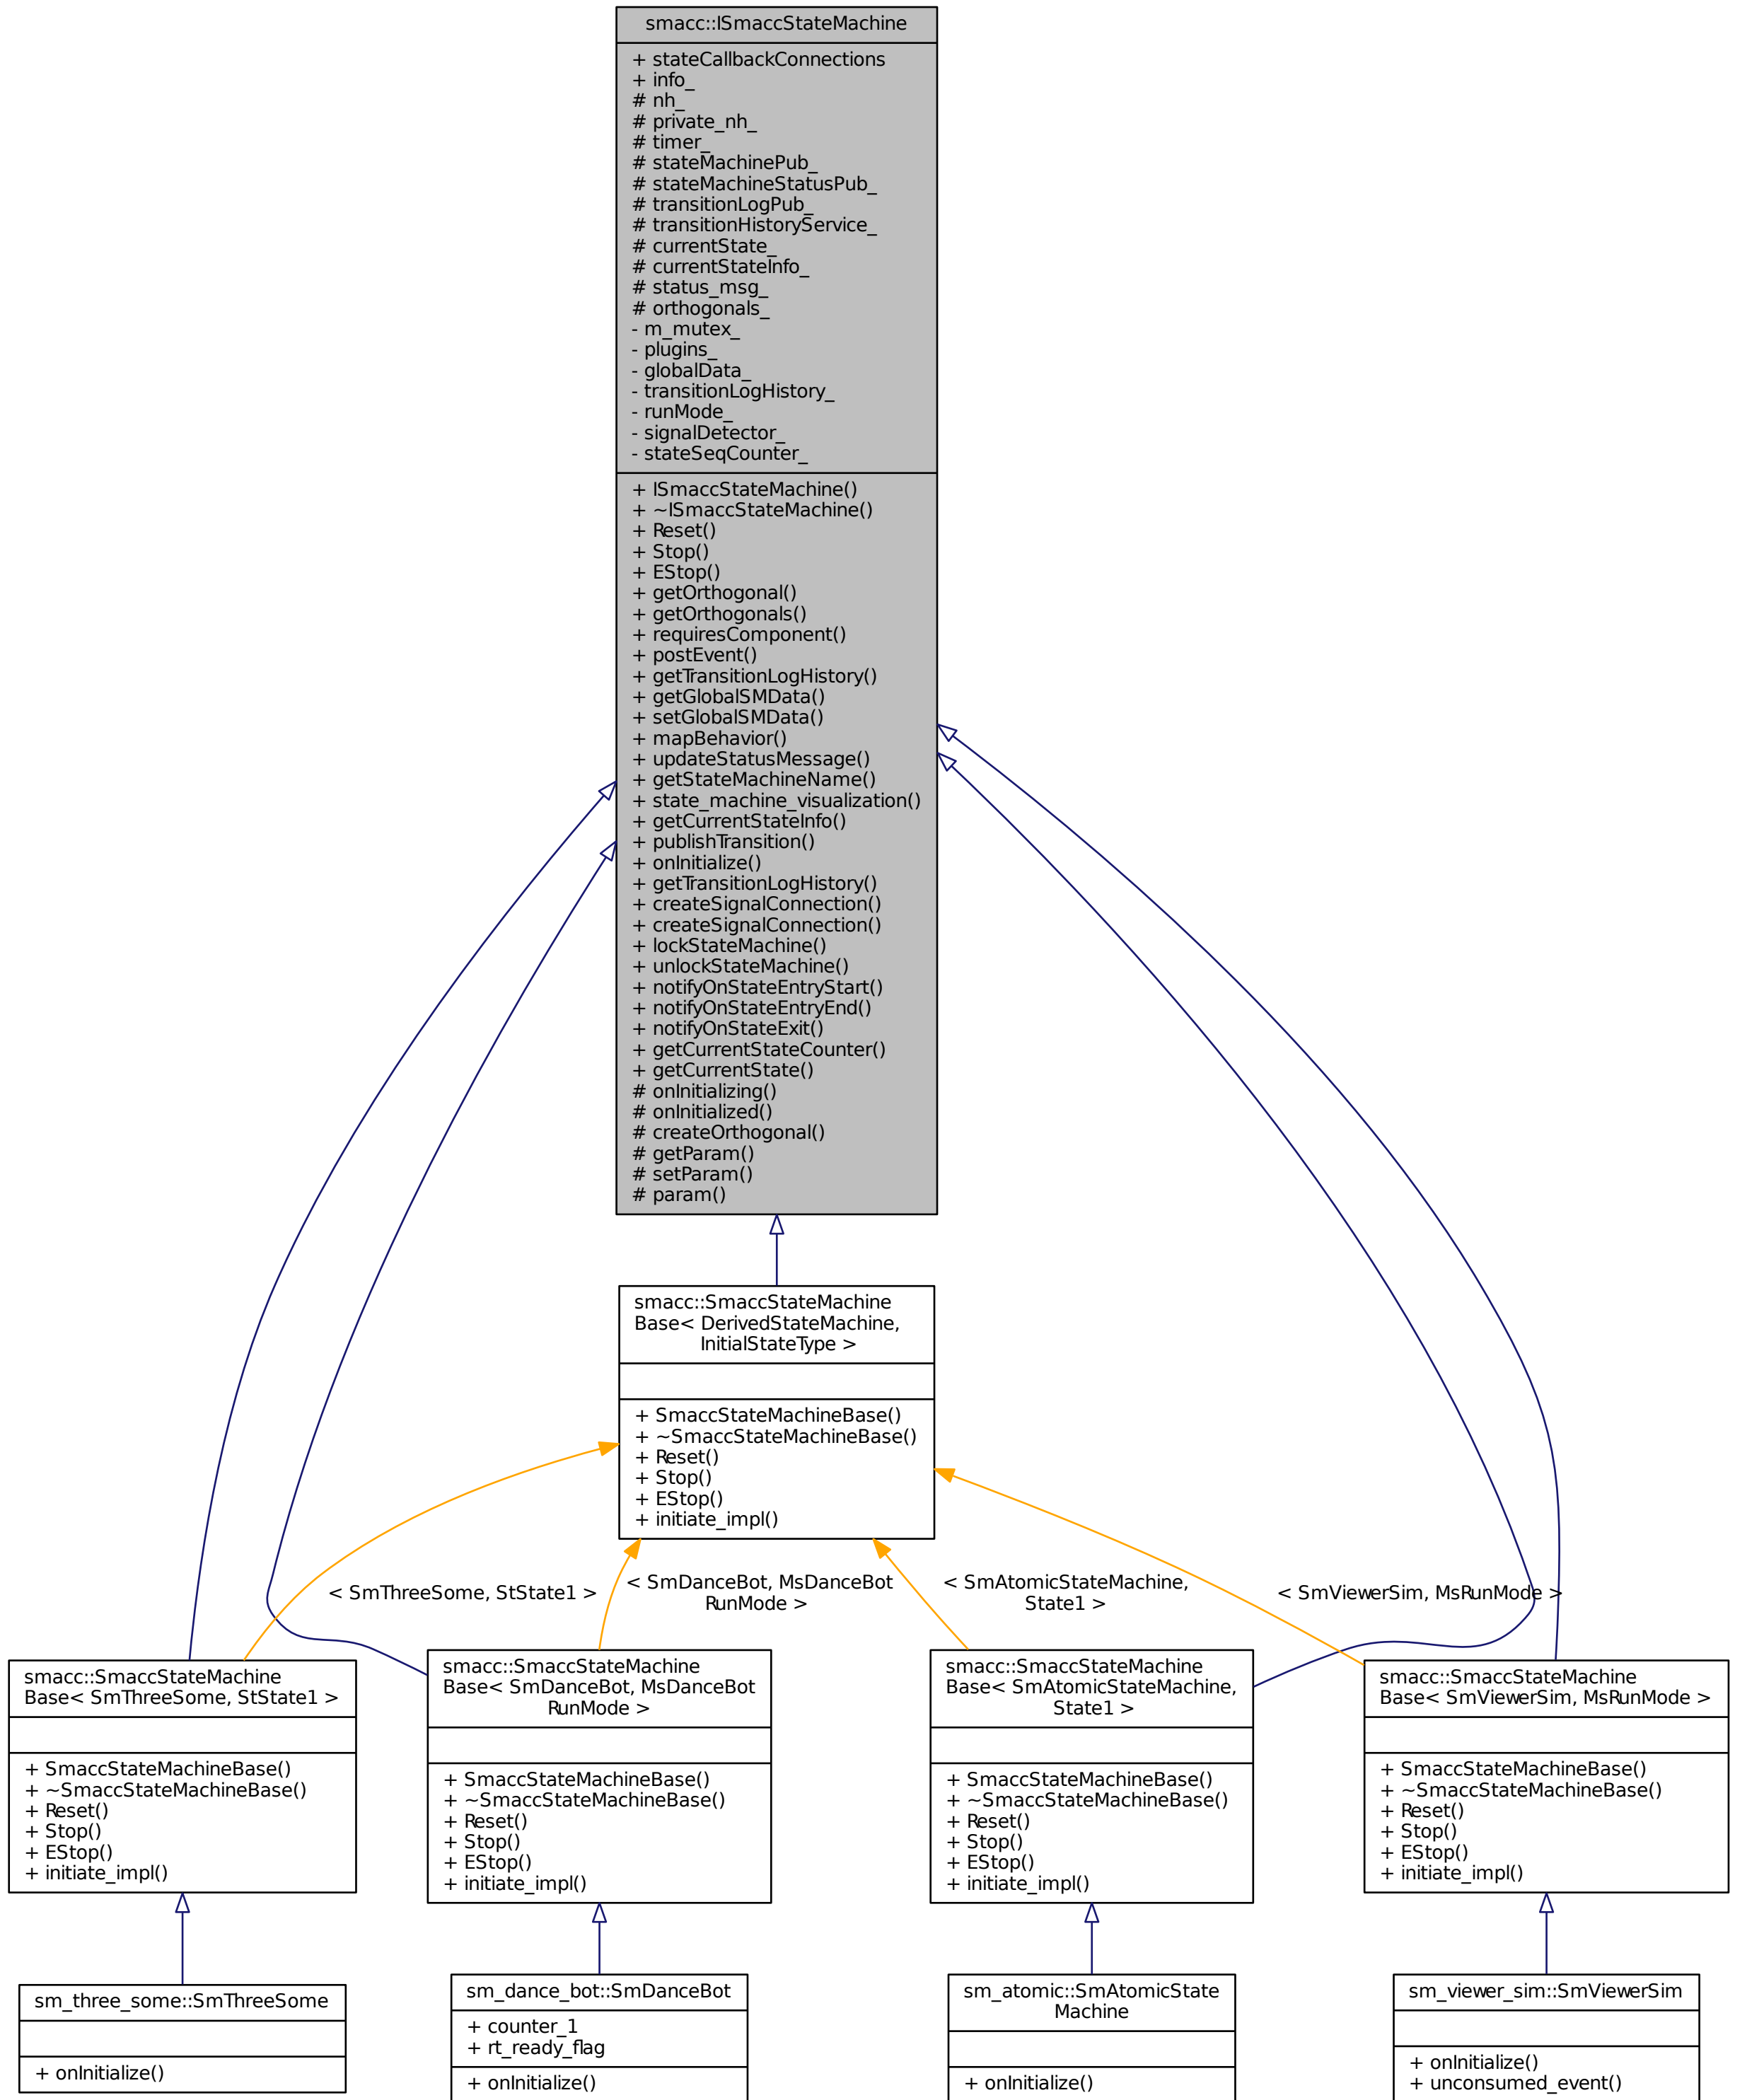 smacc::ISmaccStateMachine
+ stateCallbackConnections
+ info_
# nh_
# private_nh_
# timer_
# stateMachinePub_
# stateMachineStatusPub_
# transitionLogPub_
# transitionHistoryService_
# currentState_
# currentStateInfo_
# status_msg_
# orthogonals_
- m_mutex_
- plugins_
- globalData_
- transitionLogHistory_
- runMode_
- signalDetector_
- stateSeqCounter_
+ ISmaccStateMachine()
+ ~ISmaccStateMachine()
+ Reset()
+ Stop()
+ EStop()
+ getOrthogonal()
+ getOrthogonals()
+ requiresComponent()
+ postEvent()
+ getTransitionLogHistory()
+ getGlobalSMData()
+ setGlobalSMData()
+ mapBehavior()
+ updateStatusMessage()
+ getStateMachineName()
+ state_machine_visualization()
+ getCurrentStateInfo()
+ publishTransition()
+ onInitialize()
+ getTransitionLogHistory()
+ createSignalConnection()
+ createSignalConnection()
+ lockStateMachine()
+ unlockStateMachine()
+ notifyOnStateEntryStart()
+ notifyOnStateEntryEnd()
+ notifyOnStateExit()
+ getCurrentStateCounter()
+ getCurrentState()
# onInitializing()
# onInitialized()
# createOrthogonal()
# getParam()
# setParam()
# param()
smacc::SmaccStateMachine
Base< DerivedStateMachine,
InitialStateType >
+ SmaccStateMachineBase()
+ ~SmaccStateMachineBase()
+ Reset()
+ Stop()
+ EStop()
+ initiate_impl()
< SmThreeSome, StState1 >
< SmDanceBot, MsDanceBot
RunMode >
< SmAtomicStateMachine,
State1 >
< SmViewerSim, MsRunMode >
smacc::SmaccStateMachine
Base< SmThreeSome, StState1 >
+ SmaccStateMachineBase()
+ ~SmaccStateMachineBase()
+ Reset()
+ Stop()
+ EStop()
+ initiate_impl()
smacc::SmaccStateMachine
Base< SmDanceBot, MsDanceBot
RunMode >
+ SmaccStateMachineBase()
+ ~SmaccStateMachineBase()
+ Reset()
+ Stop()
+ EStop()
+ initiate_impl()
smacc::SmaccStateMachine
Base< SmAtomicStateMachine,
State1 >
+ SmaccStateMachineBase()
+ ~SmaccStateMachineBase()
+ Reset()
+ Stop()
+ EStop()
+ initiate_impl()
smacc::SmaccStateMachine
Base< SmViewerSim, MsRunMode >
+ SmaccStateMachineBase()
+ ~SmaccStateMachineBase()
+ Reset()
+ Stop()
+ EStop()
+ initiate_impl()
sm_three_some::SmThreeSome
+ onInitialize()
sm_dance_bot::SmDanceBot
+ counter_1
+ rt_ready_flag
+ onInitialize()
sm_atomic::SmAtomicState
Machine
+ onInitialize()
sm_viewer_sim::SmViewerSim
+ onInitialize()
+ unconsumed_event()